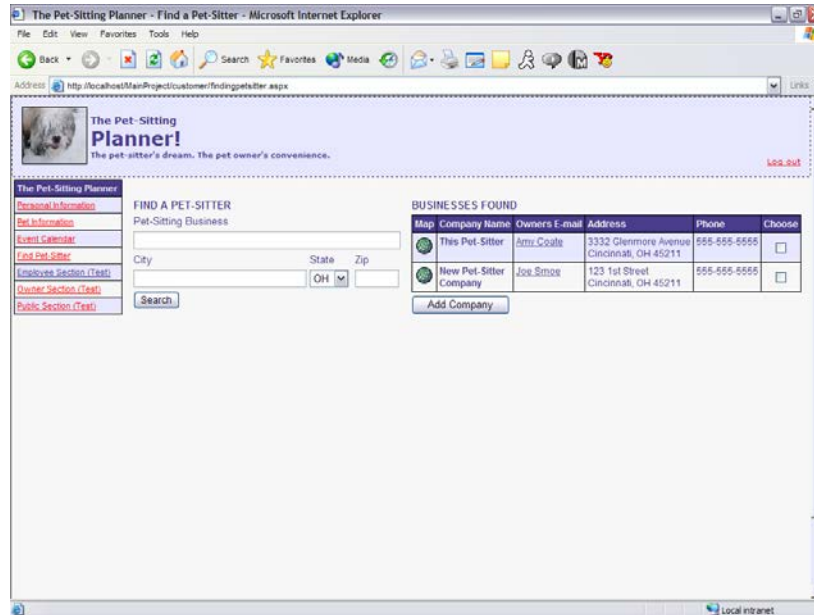 The Pet-Sitting Planner - Find a Pet-Sitter - Microsoft Internet Explorer
File Edit View Favorites Tools Help
Back Search Favorites Media
Address http://localhost/MainProject/customer/findingpetsitter.aspx Links
The Pet-Sitting
Planner!
The pet-sitter's dream. The pet owner's convenience.
Log out
The Pet-Sitting Planner
Personal Information
Pet Information
Event Calendar
Find Pet-Sitter
Employee Section (Test)
Owner Section (Test)
Public Section (Test)
FIND A PET-SITTER
Pet-Sitting Business
City State Zip
OH
Search
BUSINESSES FOUND
Map Company Name Owners E-mail Address Phone Choose
This Pet-Sitter Amy Coate 3332 Glenmore Avenue 555-555-5555
Cincinnati, OH 45211
New Pet-Sitter Joe Smoe 123 1st Street 555-555-5555
Company Cincinnati, OH 45211
Add Company
Local intranet